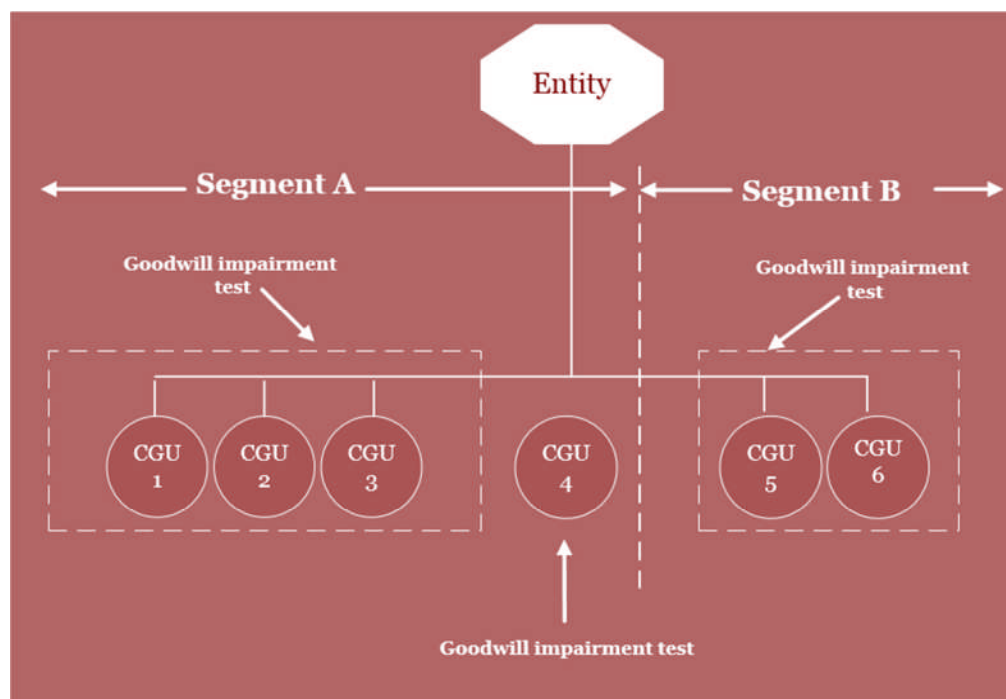 Entity
Segment A
Segment B
Goodwill impairment
test
Goodwill impairment
test
CGU
1
CGU
2
CGU
3
CGU
4
CGU
5
CGU
6
Goodwill impairment test